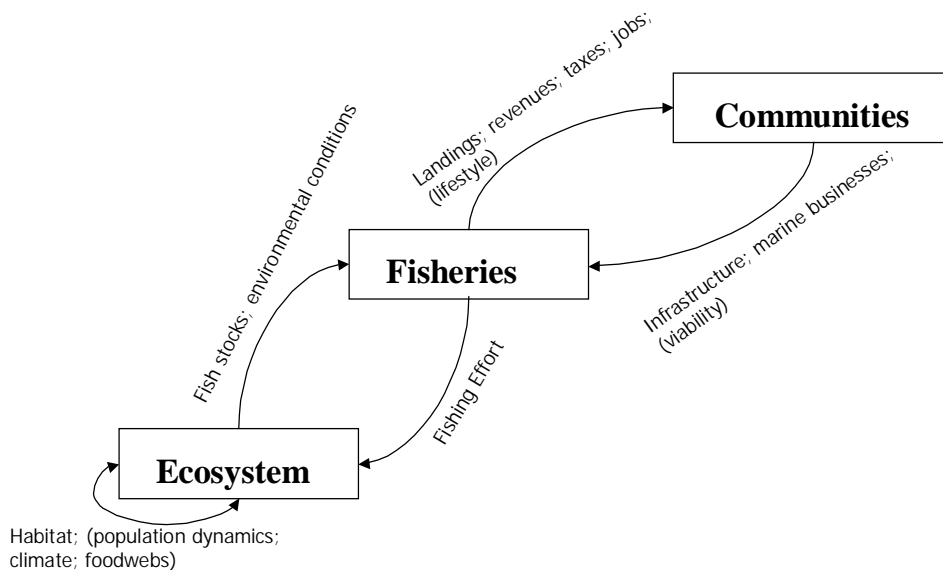 Landings; revenues; taxes; jobs;
(lifestyle)
Communities
Fish stocks; environmental conditions
Fisheries
Infrastructure; marine businesses;
(viability)
Fishing Effort
Ecosystem
Habitat; (population dynamics;
climate; foodwebs)